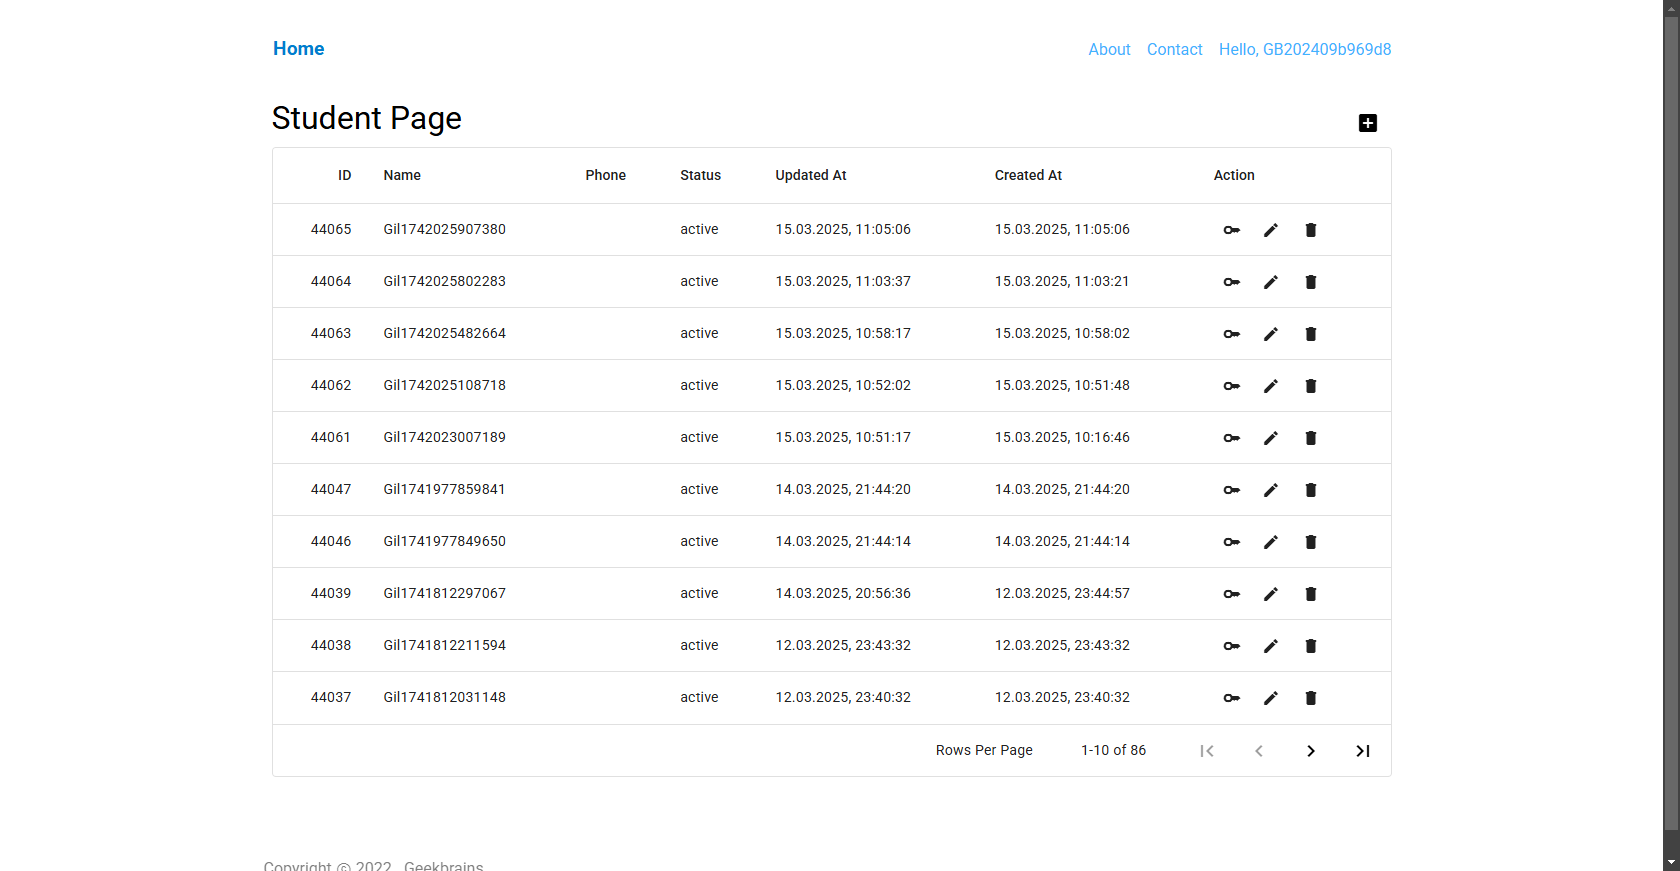 Home About Contact Hello, GB202409b969d8
Student Page
ID Name Phone Status Updated At Created At Action
44065 Gil1742025907380 active 15.03.2025, 11:05:06 15.03.2025, 11:05:06
44064 Gil1742025802283 active 15.03.2025, 11:03:37 15.03.2025, 11:03:21
44063 Gil1742025482664 active 15.03.2025, 10:58:17 15.03.2025, 10:58:02
44062 Gil1742025108718 active 15.03.2025, 10:52:02 15.03.2025, 10:51:48
44061 Gil1742023007189 active 15.03.2025, 10:51:17 15.03.2025, 10:16:46
44047 Gil1741977859841 active 14.03.2025, 21:44:20 14.03.2025, 21:44:20
44046 Gil1741977849650 active 14.03.2025, 21:44:14 14.03.2025, 21:44:14
44039 Gil1741812297067 active 14.03.2025, 20:56:36 12.03.2025, 23:44:57
44038 Gil1741812211594 active 12.03.2025, 23:43:32 12.03.2025, 23:43:32
44037 Gil1741812031148 active 12.03.2025, 23:40:32 12.03.2025, 23:40:32
Rows Per Page 1-10 of 86
Copyright © 2022 Geekbrains